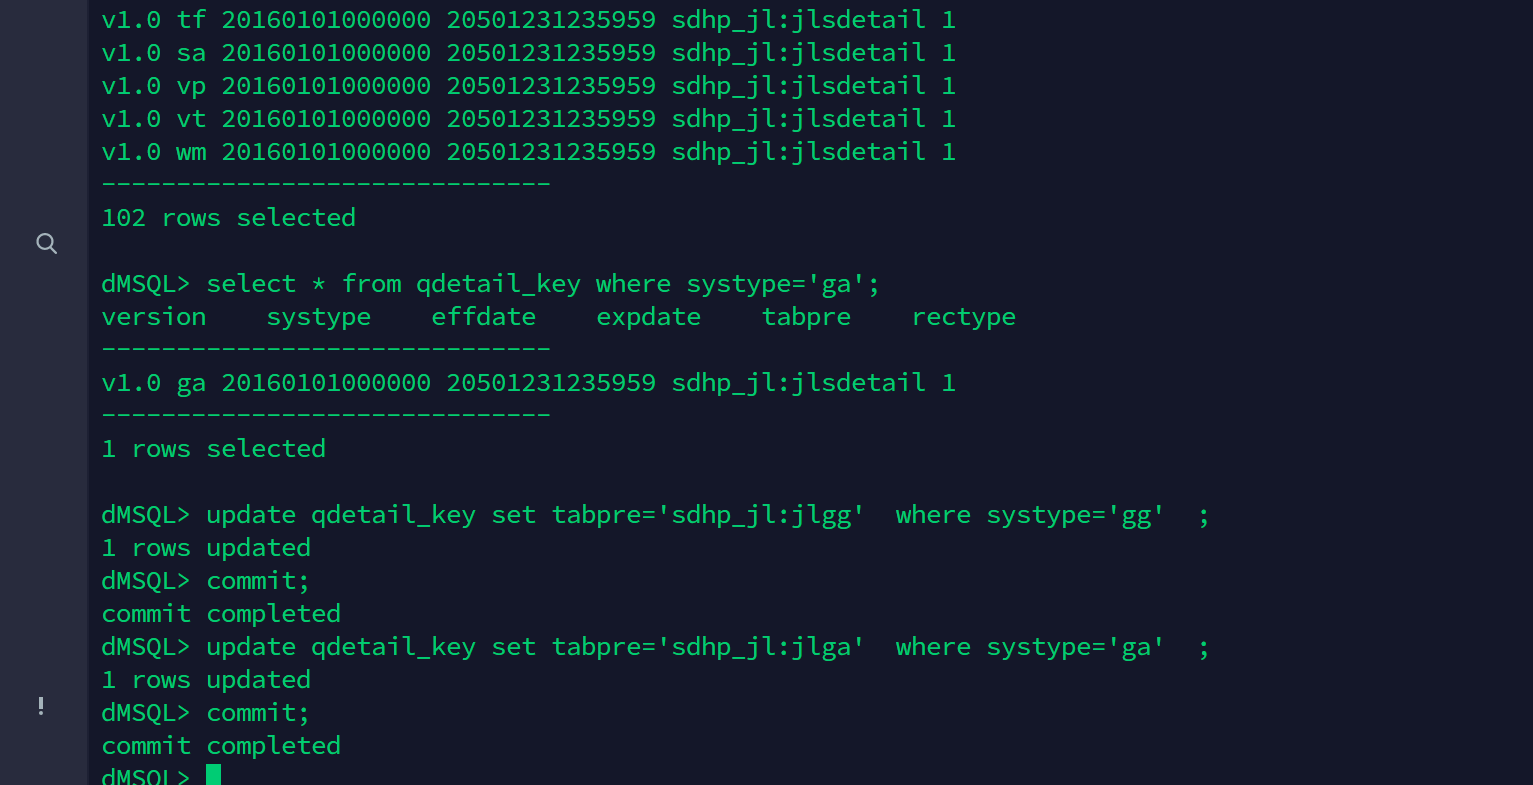 v1.0 tf 20160101000000 20501231235959 sdhp_jl:jlsdetail 1
v1.0 sa 20160101000000 20501231235959 sdhp_jl:jlsdetail 1
v1.0 vp 20160101000000 20501231235959 sdhp_jl:jlsdetail 1
v1.0 vt 20160101000000 20501231235959 sdhp_jl:jlsdetail 1
v1.0 wm 20160101000000 20501231235959 sdhp_jl:jlsdetail 1
------------------------------
102 rows selected
dMSQL> select * from qdetail_key where systype='ga';
version    systype    effdate    expdate    tabpre    rectype
------------------------------
v1.0 ga 20160101000000 20501231235959 sdhp_jl:jlsdetail 1
------------------------------
1 rows selected
dMSQL> update qdetail_key set tabpre='sdhp_jl:jlgg'  where systype='gg'  ;
1 rows updated
dMSQL> commit;
commit completed
dMSQL> update qdetail_key set tabpre='sdhp_jl:jlga'  where systype='ga'  ;
1 rows updated
dMSQL> commit;
commit completed
dMSQL>